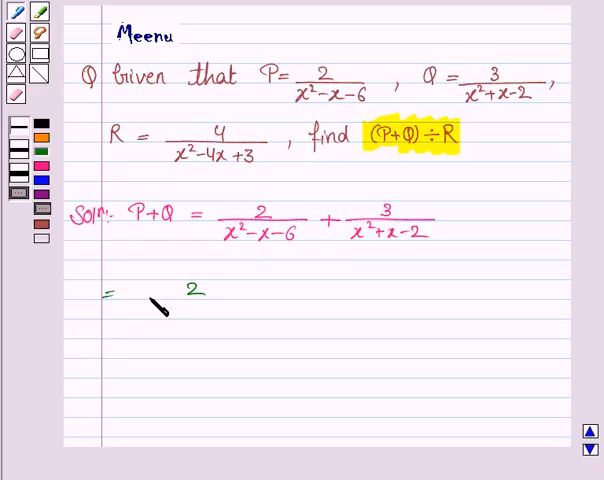 Meenu
Q Given that P = 2/(x²-x-6) , Q = 3/(x²+x-2) ,
R = 4/(x²-4x+3) , find (P+Q) ÷ R
Soln:- P+Q = 2/(x²-x-6) + 3/(x²+x-2)
= 2